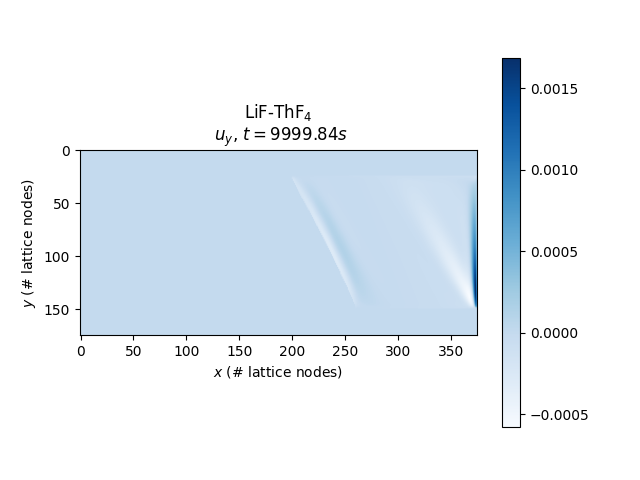 LiF-ThF₄
u_y, t = 9999.84s
0
50
100
150
y (# lattice nodes)
0 50 100 150 200 250 300 350
x (# lattice nodes)
0.0015
0.0010
0.0005
0.0000
−0.0005